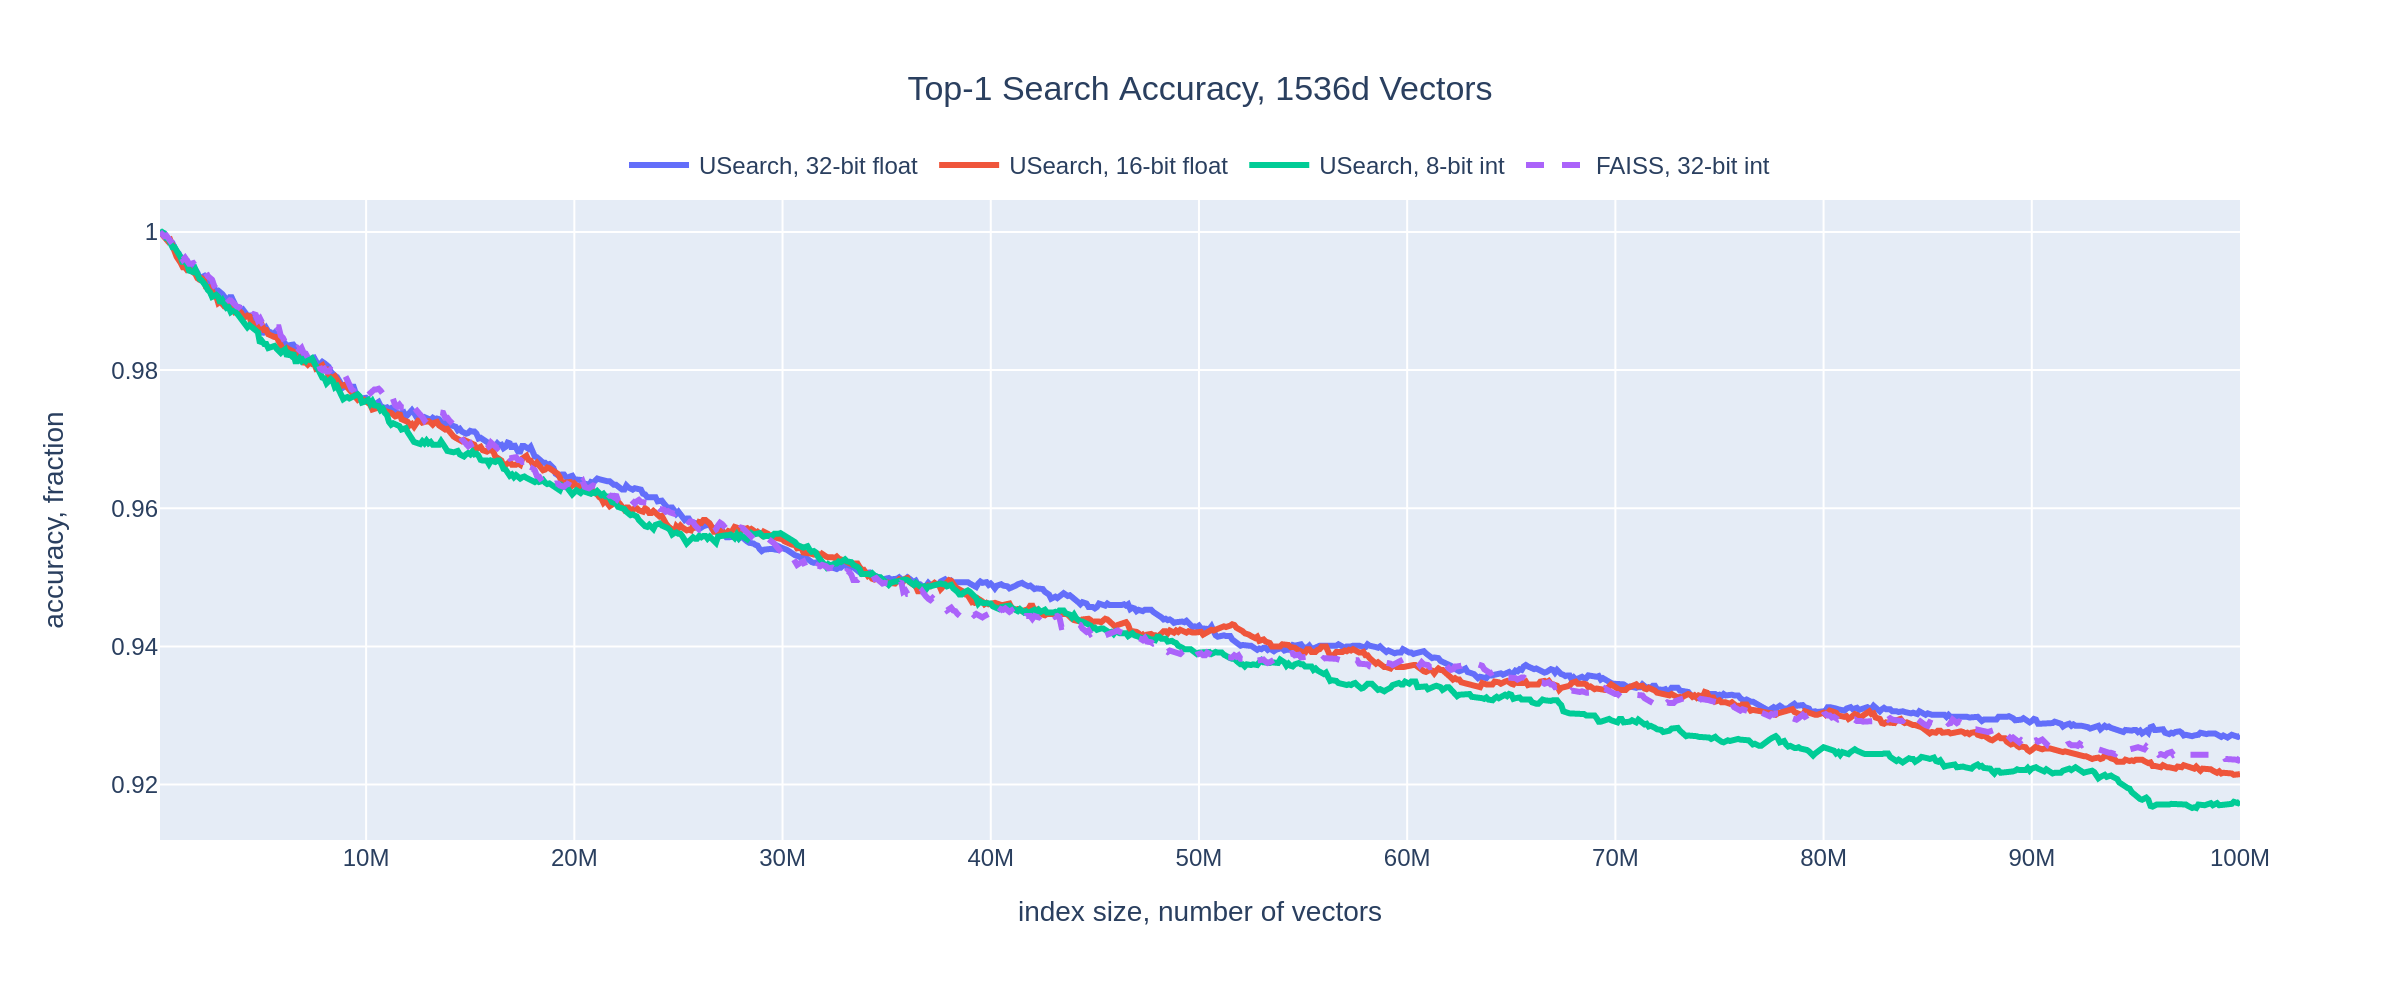 Top-1 Search Accuracy, 1536d Vectors
USearch, 32-bit float USearch, 16-bit float USearch, 8-bit int FAISS, 32-bit int
1
0.98
0.96
0.94
0.92
accuracy, fraction
10M 20M 30M 40M 50M 60M 70M 80M 90M 100M
index size, number of vectors